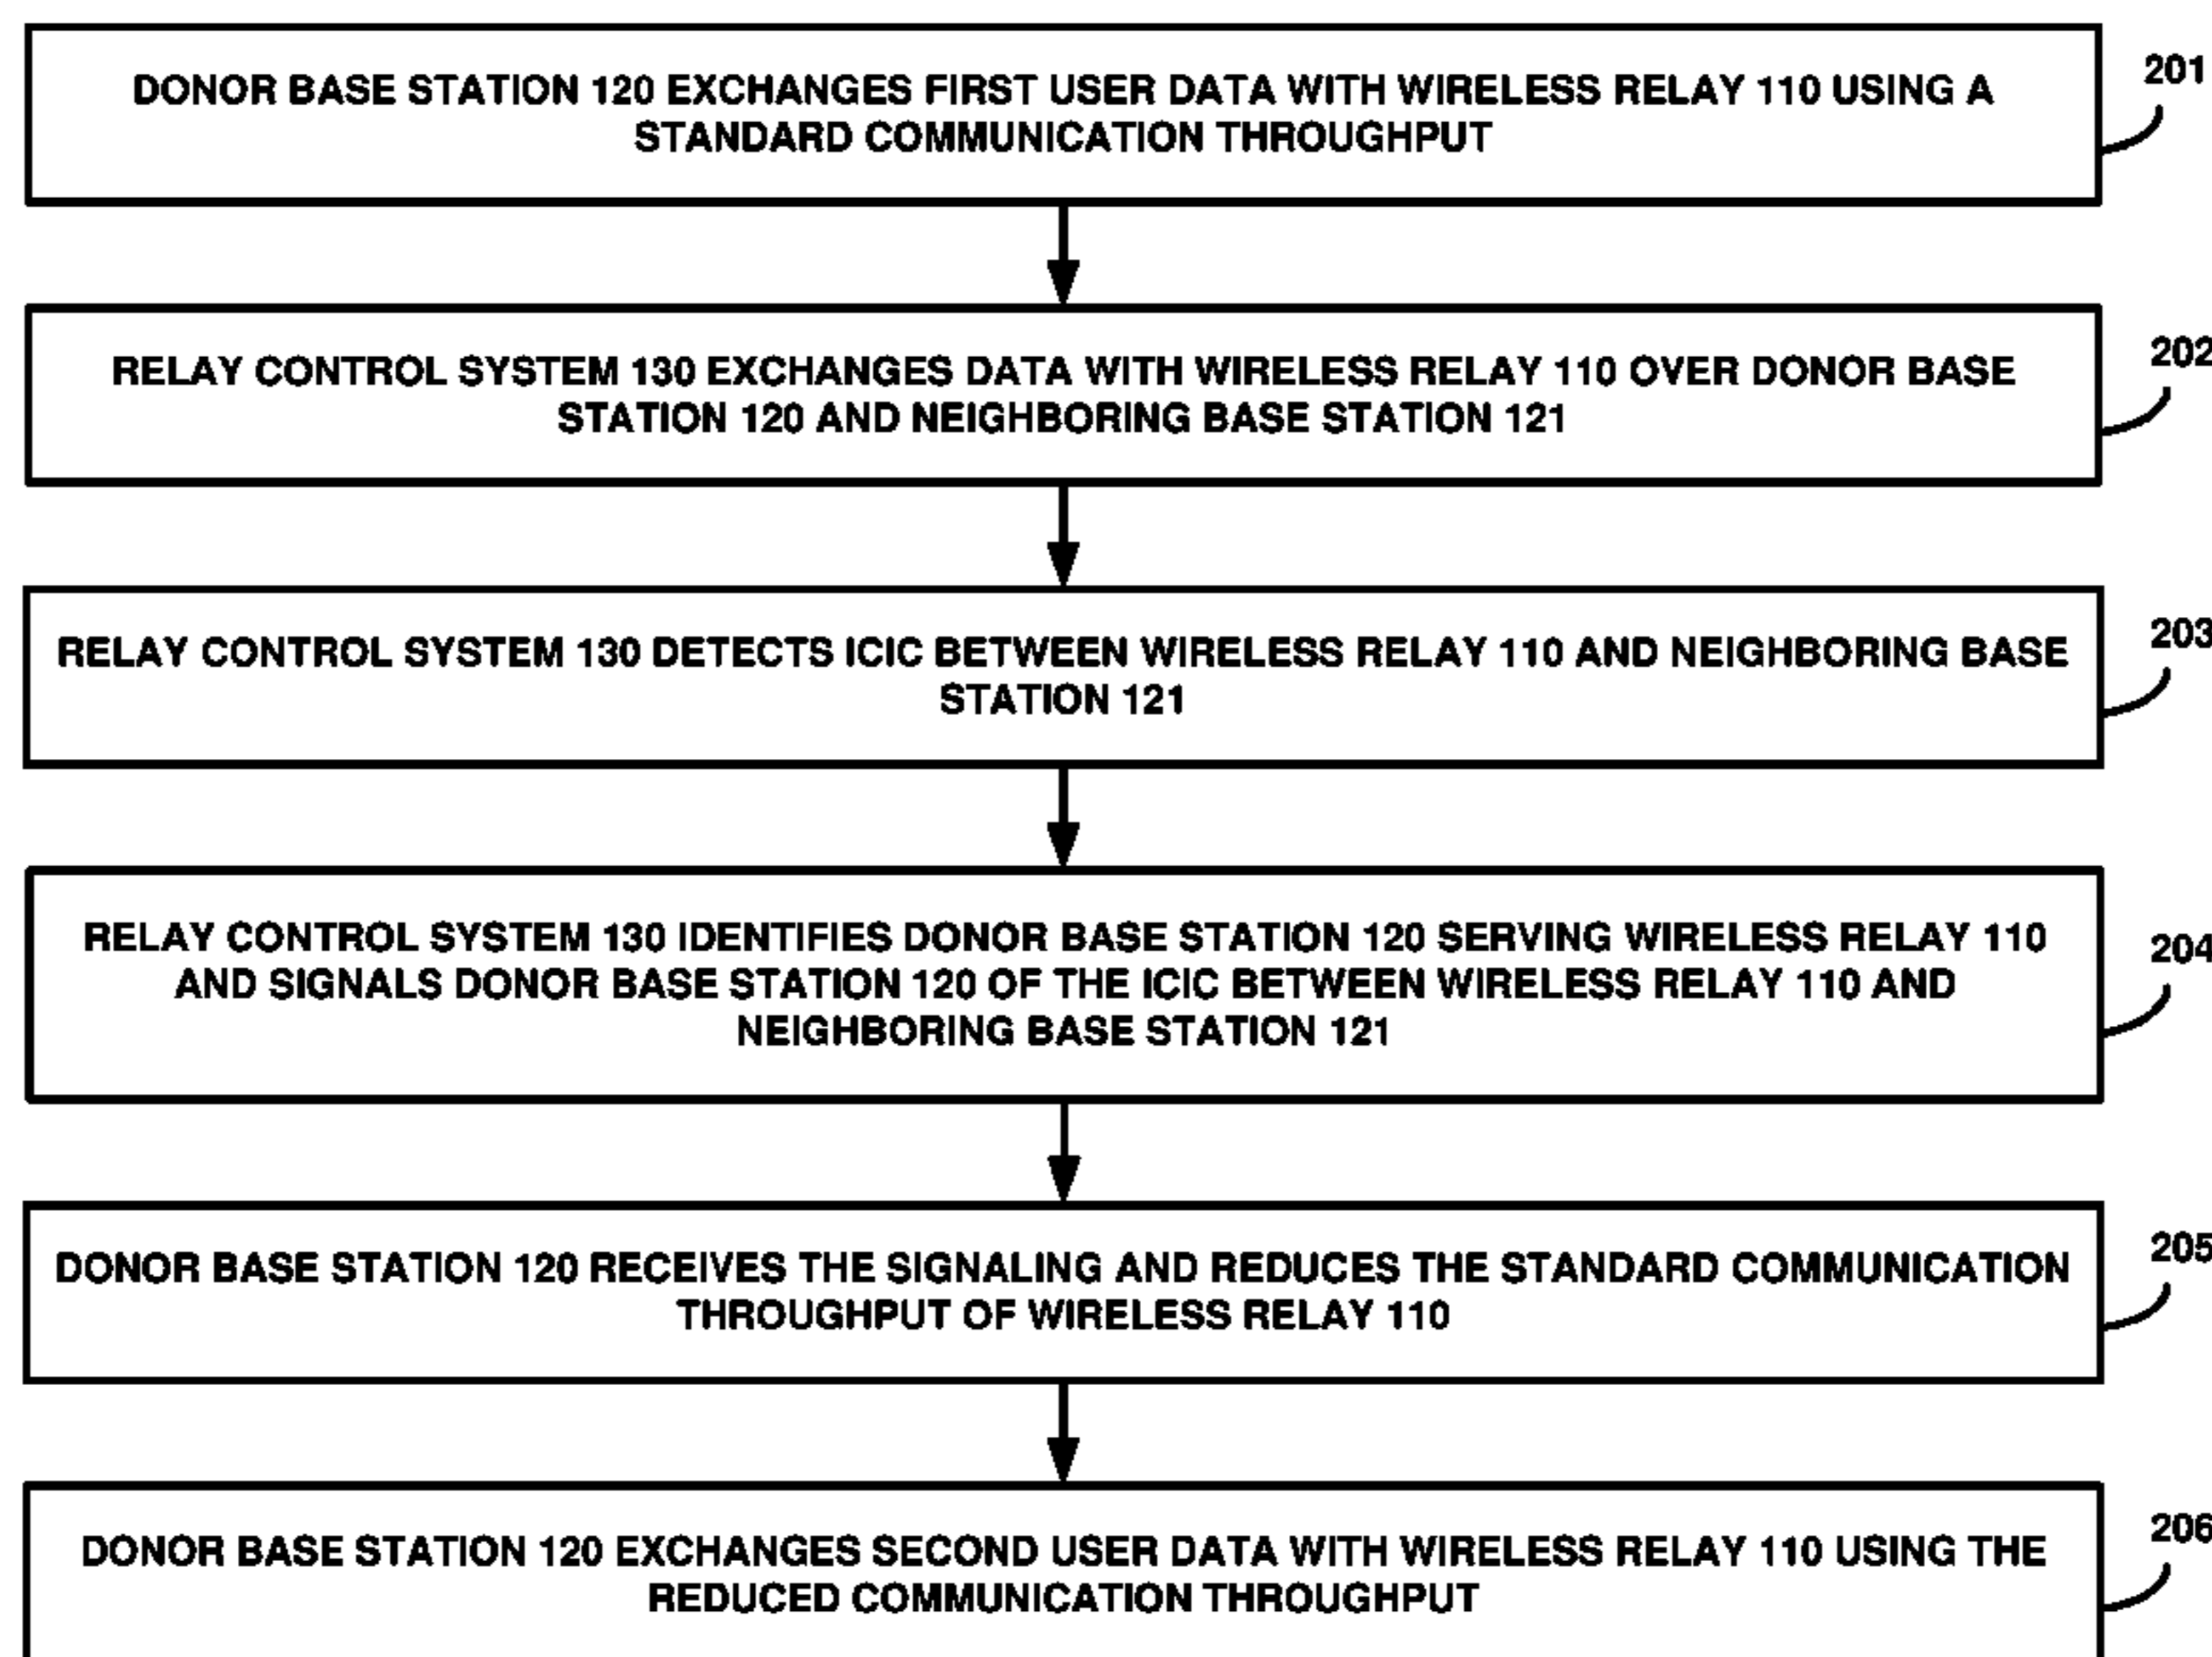 DONOR BASE STATION 120 EXCHANGES FIRST USER DATA WITH WIRELESS RELAY 110 USING A
STANDARD COMMUNICATION THROUGHPUT
201
RELAY CONTROL SYSTEM 130 EXCHANGES DATA WITH WIRELESS RELAY 110 OVER DONOR BASE
STATION 120 AND NEIGHBORING BASE STATION 121
202
RELAY CONTROL SYSTEM 130 DETECTS ICIC BETWEEN WIRELESS RELAY 110 AND NEIGHBORING BASE
STATION 121
203
RELAY CONTROL SYSTEM 130 IDENTIFIES DONOR BASE STATION 120 SERVING WIRELESS RELAY 110
AND SIGNALS DONOR BASE STATION 120 OF THE ICIC BETWEEN WIRELESS RELAY 110 AND
NEIGHBORING BASE STATION 121
204
DONOR BASE STATION 120 RECEIVES THE SIGNALING AND REDUCES THE STANDARD COMMUNICATION
THROUGHPUT OF WIRELESS RELAY 110
205
DONOR BASE STATION 120 EXCHANGES SECOND USER DATA WITH WIRELESS RELAY 110 USING THE
REDUCED COMMUNICATION THROUGHPUT
206